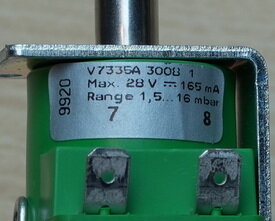 V7335A 3008 1
Max. 28 V ⎓ 165 mA
Range 1,5...16 mbar
7 8
9920